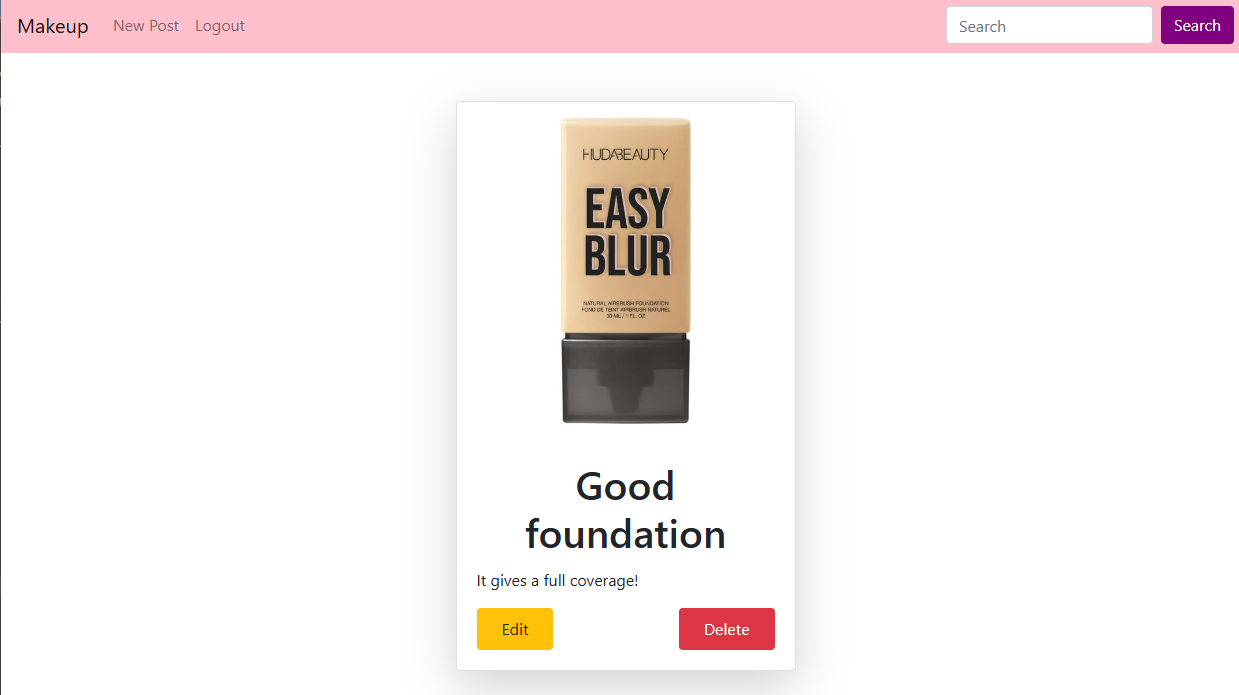 Makeup New Post Logout Search Search
HUDABEAUTY
EASY
BLUR
NATURAL AIRBRUSH FOUNDATION
FOND DE TEINT AIRBRUSH NATUREL
30 ML / 1 FL. OZ
Good
foundation
It gives a full coverage!
Edit Delete